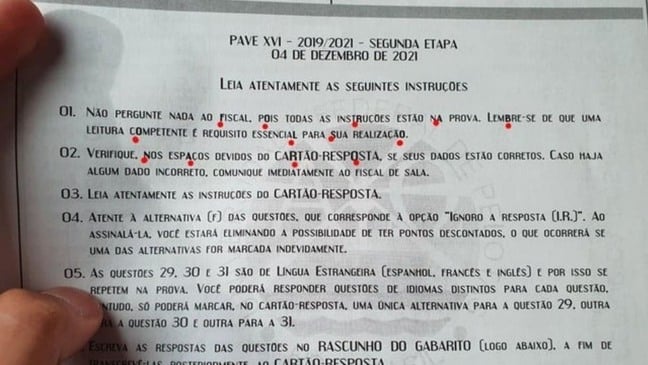 PAVE XVI - 2019/2021 - SEGUNDA ETAPA
04 DE DEZEMBRO DE 2021
LEIA ATENTAMENTE AS SEGUINTES INSTRUÇÕES
01. NÃO PERGUNTE NADA AO FISCAL, POIS TODAS AS INSTRUÇÕES ESTÃO NA PROVA. LEMBRE-SE DE QUE UMA
LEITURA COMPETENTE É REQUISITO ESSENCIAL PARA SUA REALIZAÇÃO.
02. VERIFIQUE, NOS ESPAÇOS DEVIDOS DO CARTÃO-RESPOSTA, SE SEUS DADOS ESTÃO CORRETOS. CASO HAJA
ALGUM DADO INCORRETO, COMUNIQUE IMEDIATAMENTE AO FISCAL DE SALA.
03. LEIA ATENTAMENTE AS INSTRUÇÕES DO CARTÃO-RESPOSTA.
04. ATENTE À ALTERNATIVA (F) DAS QUESTÕES, QUE CORRESPONDE À OPÇÃO "IGNORO A RESPOSTA (I.R.)". AO
ASSINALÁ-LA, VOCÊ ESTARÁ ELIMINANDO A POSSIBILIDADE DE TER PONTOS DESCONTADOS, O QUE OCORRERÁ SE
UMA DAS ALTERNATIVAS FOR MARCADA INDEVIDAMENTE.
05. AS QUESTÕES 29, 30 E 31 SÃO DE LÍNGUA ESTRANGEIRA (ESPANHOL, FRANCÊS E INGLÊS) E POR ISSO SE
REPETEM NA PROVA. VOCÊ PODERÁ RESPONDER QUESTÕES DE IDIOMAS DISTINTOS PARA CADA QUESTÃO,
SÓ PODERÁ MARCAR, NO CARTÃO-RESPOSTA, UMA ÚNICA ALTERNATIVA PARA A QUESTÃO 29, OUTRA
A QUESTÃO 30 E OUTRA PARA A 31.
AS RESPOSTAS DAS QUESTÕES NO RASCUNHO DO GABARITO (LOGO ABAIXO), A FIM DE
POSTERIORMENTE AO CARTÃO-RESPOSTA.